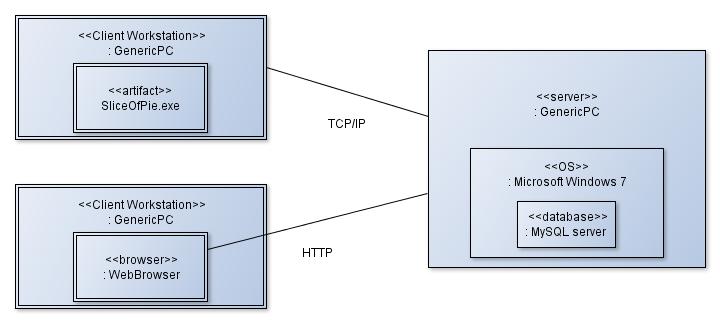 <<Client Workstation>>
: GenericPC
<<artifact>>
SliceOfPie.exe
TCP/IP
<<server>>
: GenericPC
<<OS>>
: Microsoft Windows 7
<<database>>
: MySQL server
<<Client Workstation>>
: GenericPC
<<browser>>
: WebBrowser
HTTP